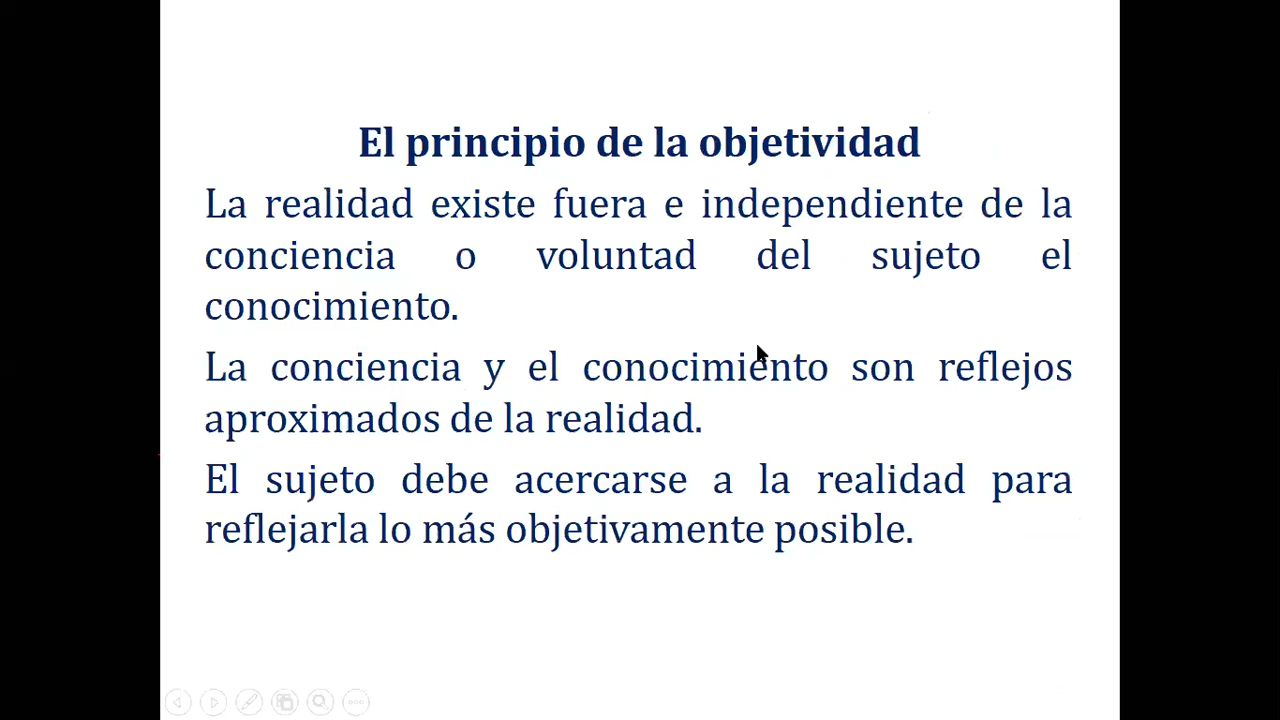 El principio de la objetividad
La realidad existe fuera e independiente de la
conciencia o voluntad del sujeto el
conocimiento.
La conciencia y el conocimiento son reflejos
aproximados de la realidad.
El sujeto debe acercarse a la realidad para
reflejarla lo más objetivamente posible.